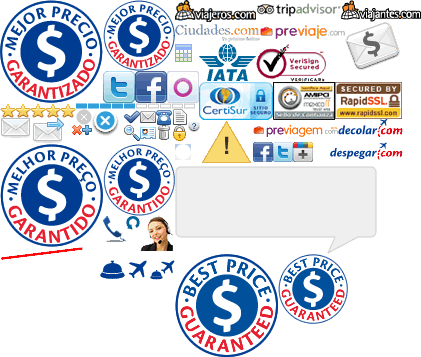 MEJOR PRECIO
GARANTIZADO
$
MEJOR PRECIO
GARANTIZADO
$
viajeros.com
tripadvisor
viajantes.com
Ciudades.com
previaje.com
$
IATA
VeriSign
Secured
VERIFICAR
t
f
CertiSur
SITIO
SEGURO
AMIPCI
MEXICO
SECURED BY
RapidSSL
www.rapidssl.com
previagem.com
decolar.com
f
t
+
despegar.com
?
!
MELHOR PREÇO
GARANTIDO
$
MELHOR PREÇO
GARANTIDO
$
BEST PRICE
GUARANTEED
$
BEST PRICE
GUARANTEED
$